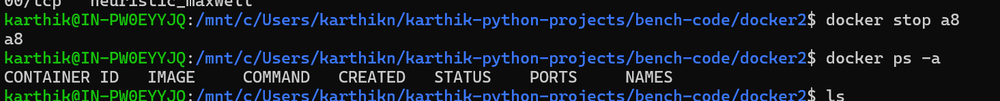 00/tcp   heuristic_maxwell
karthik@IN-PW0EYYJQ:/mnt/c/Users/karthikn/karthik-python-projects/bench-code/docker2$ docker stop a8
a8
karthik@IN-PW0EYYJQ:/mnt/c/Users/karthikn/karthik-python-projects/bench-code/docker2$ docker ps -a
CONTAINER ID   IMAGE     COMMAND   CREATED   STATUS    PORTS     NAMES
karthik@IN-PW0EYYJQ:/mnt/c/Users/karthikn/karthik-python-projects/bench-code/docker2$ ls